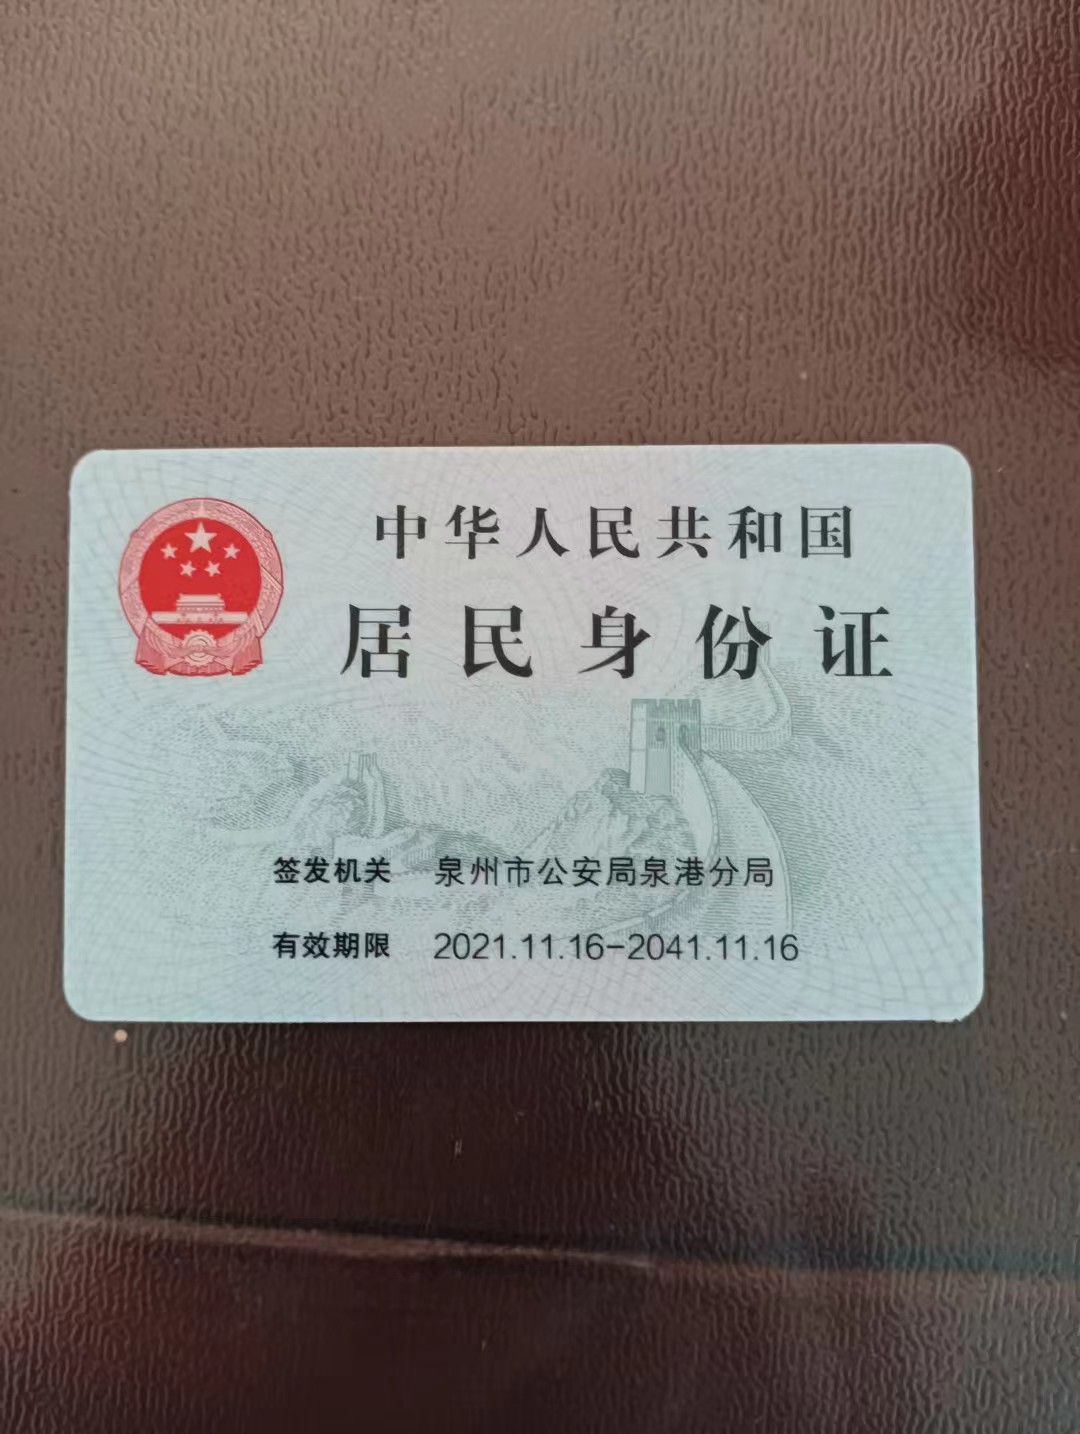 中华人民共和国
居民身份证
签发机关 泉州市公安局泉港分局
有效期限 2021.11.16-2041.11.16